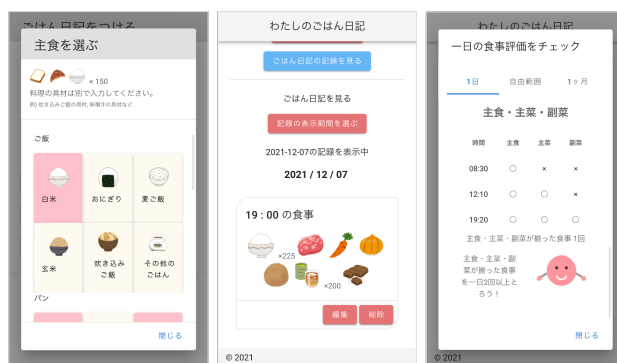 ごはん日記をつける
主食を選ぶ
×150
料理の具材は別で入力してください。
例) 炊き込みご飯の具材, 味噌汁の具材など
ご飯
白米
おにぎり
麦ご飯
玄米
炊き込み
ご飯
その他の
ごはん
パン
閉じる
わたしのごはん日記
ごはん日記の記録を見る
ごはん日記を見る
記録の表示期間を選ぶ
2021-12-07の記録を表示中
2021 / 12 / 07
19 : 00 の食事
×225
×200
編集
削除
© 2021
わたしのごはん日記
一日の食事評価をチェック
1日
自由範囲
1ヶ月
主食・主菜・副菜
時間 主食 主菜 副菜
08:30 ○ × ×
12:10 ○ ○ ×
19:20 ○ ○ ○
主食・主菜・副菜が揃った食事 1回
主食・主菜・副
菜が揃った食事
を一日2回以上と
ろう！
閉じる
© 2021